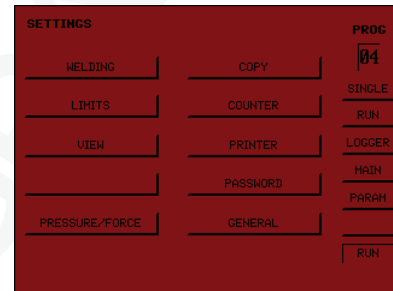 SETTINGS
PROG
04
WELDING
COPY
SINGLE
LIMITS
COUNTER
RUN
VIEW
PRINTER
LOGGER
MAIN
PASSWORD
PARAM
PRESSURE/FORCE
GENERAL
RUN